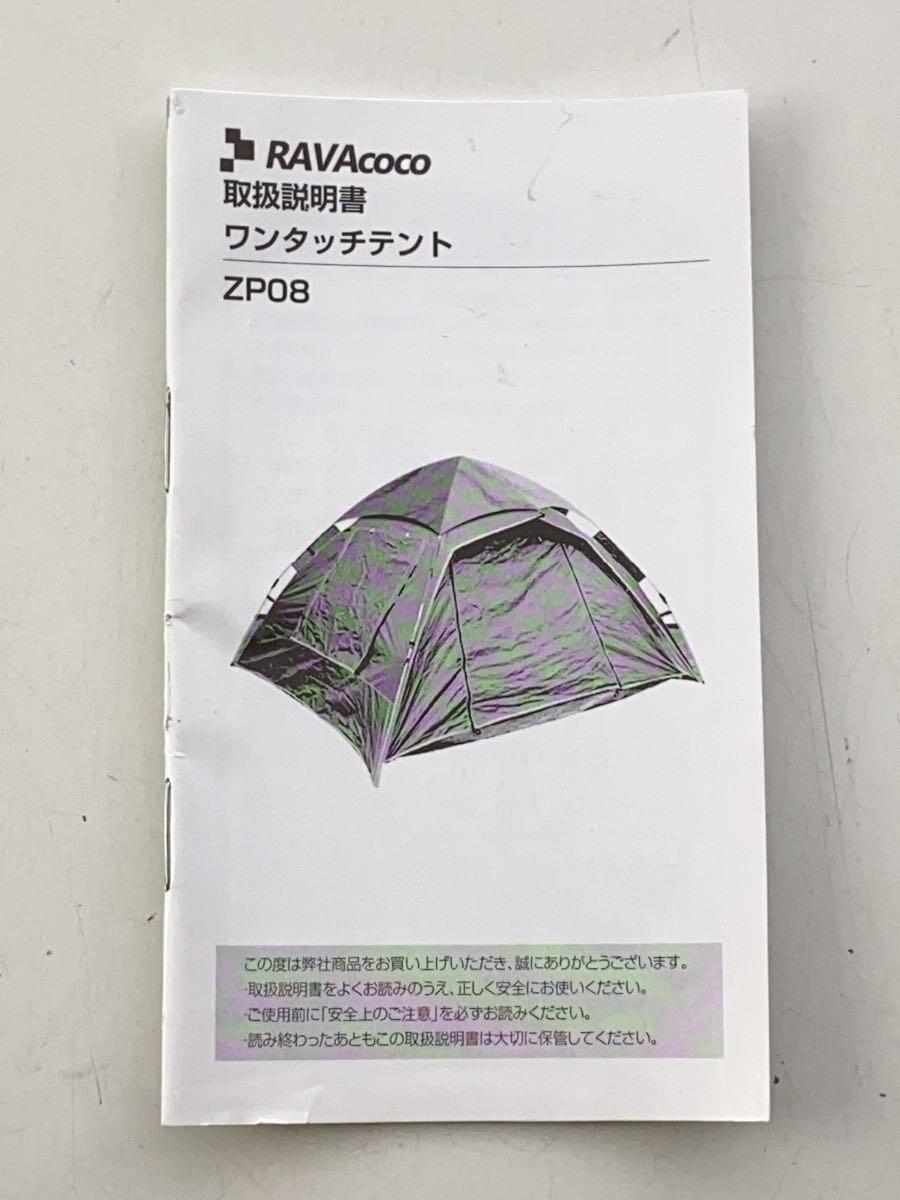 RAVAcoco
取扱説明書
ワンタッチテント
ZP08
この度は弊社商品をお買い上げいただき、誠にありがとうございます。
・取扱説明書をよくお読みのうえ、正しく安全にお使いください。
・ご使用前に「安全上のご注意」を必ずお読みください。
・読み終わったあともこの取扱説明書は大切に保管してください。